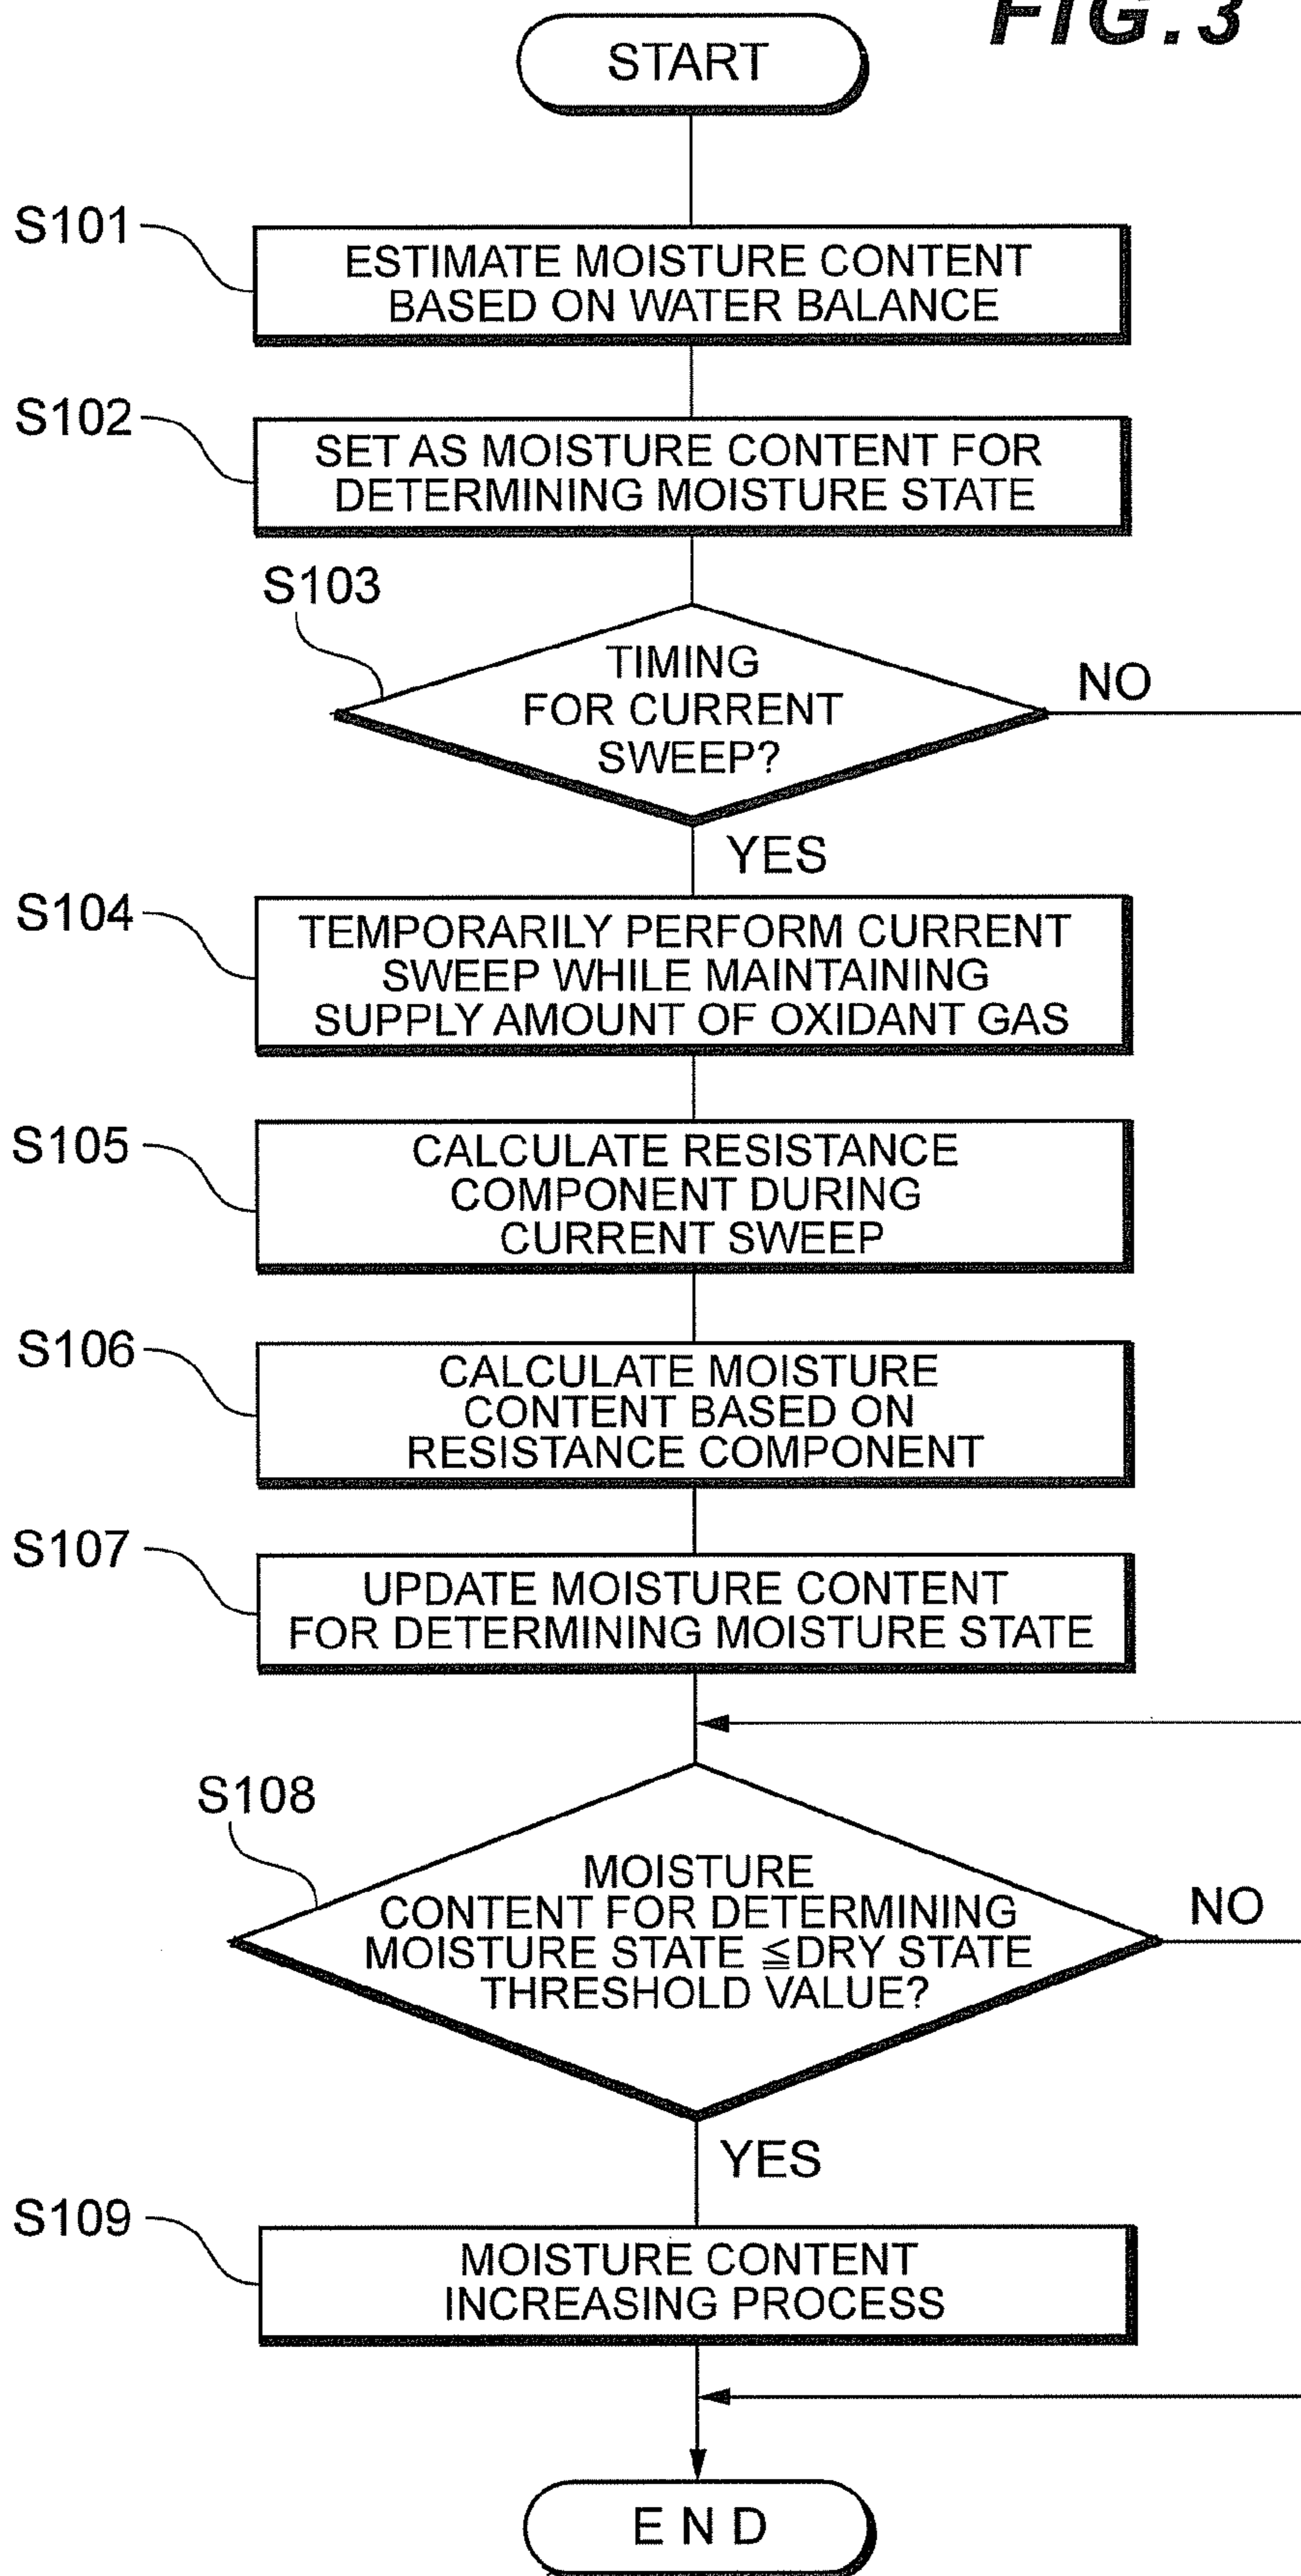 FIG. 3
START
S101
ESTIMATE MOISTURE CONTENT
BASED ON WATER BALANCE
S102
SET AS MOISTURE CONTENT FOR
DETERMINING MOISTURE STATE
S103
TIMING
FOR CURRENT
SWEEP?
NO
YES
S104
TEMPORARILY PERFORM CURRENT
SWEEP WHILE MAINTAINING
SUPPLY AMOUNT OF OXIDANT GAS
S105
CALCULATE RESISTANCE
COMPONENT DURING
CURRENT SWEEP
S106
CALCULATE MOISTURE
CONTENT BASED ON
RESISTANCE COMPONENT
S107
UPDATE MOISTURE CONTENT
FOR DETERMINING MOISTURE STATE
S108
MOISTURE
CONTENT FOR DETERMINING
MOISTURE STATE ≦ DRY STATE
THRESHOLD VALUE?
NO
YES
S109
MOISTURE CONTENT
INCREASING PROCESS
END